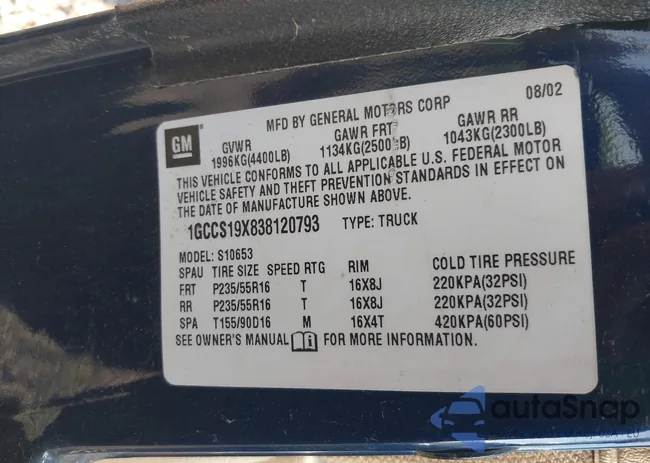 MFD BY GENERAL MOTORS CORP 08/02
GM
GVWR GAWR FRT GAWR RR
1996KG(4400LB) 1134KG(2500LB) 1043KG(2300LB)
THIS VEHICLE CONFORMS TO ALL APPLICABLE U.S. FEDERAL MOTOR
VEHICLE SAFETY AND THEFT PREVENTION STANDARDS IN EFFECT ON
THE DATE OF MANUFACTURE SHOWN ABOVE.
1GCCS19X838120793 TYPE: TRUCK
MODEL: S10653
SPAU TIRE SIZE SPEED RTG RIM COLD TIRE PRESSURE
FRT P235/55R16 T 16X8J 220KPA(32PSI)
RR P235/55R16 T 16X8J 220KPA(32PSI)
SPA T155/90D16 M 16X4T 420KPA(60PSI)
SEE OWNER'S MANUAL FOR MORE INFORMATION.
autaSnap